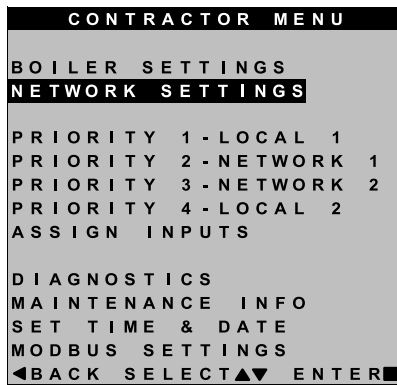 CONTRACTOR MENU
BOILER SETTINGS
NETWORK SETTINGS
PRIORITY 1-LOCAL 1
PRIORITY 2-NETWORK 1
PRIORITY 3-NETWORK 2
PRIORITY 4-LOCAL 2
ASSIGN INPUTS
DIAGNOSTICS
MAINTENANCE INFO
SET TIME & DATE
MODBUS SETTINGS
◀BACK SELECT▲▼ ENTER■